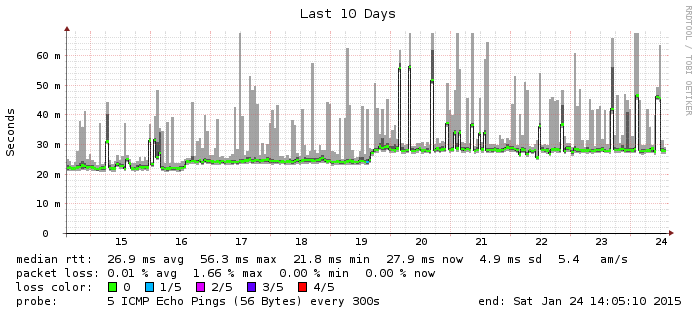 Last 10 Days
RRDTOOL / TOBI OETIKER
Seconds
60 m
50 m
40 m
30 m
20 m
10 m
0
15 16 17 18 19 20 21 22 23 24
median rtt: 26.9 ms avg 56.3 ms max 21.8 ms min 27.9 ms now 4.9 ms sd 5.4 am/s
packet loss: 0.01 % avg 1.66 % max 0.00 % min 0.00 % now
loss color: 0 1/5 2/5 3/5 4/5
probe: 5 ICMP Echo Pings (56 Bytes) every 300s end: Sat Jan 24 14:05:10 2015